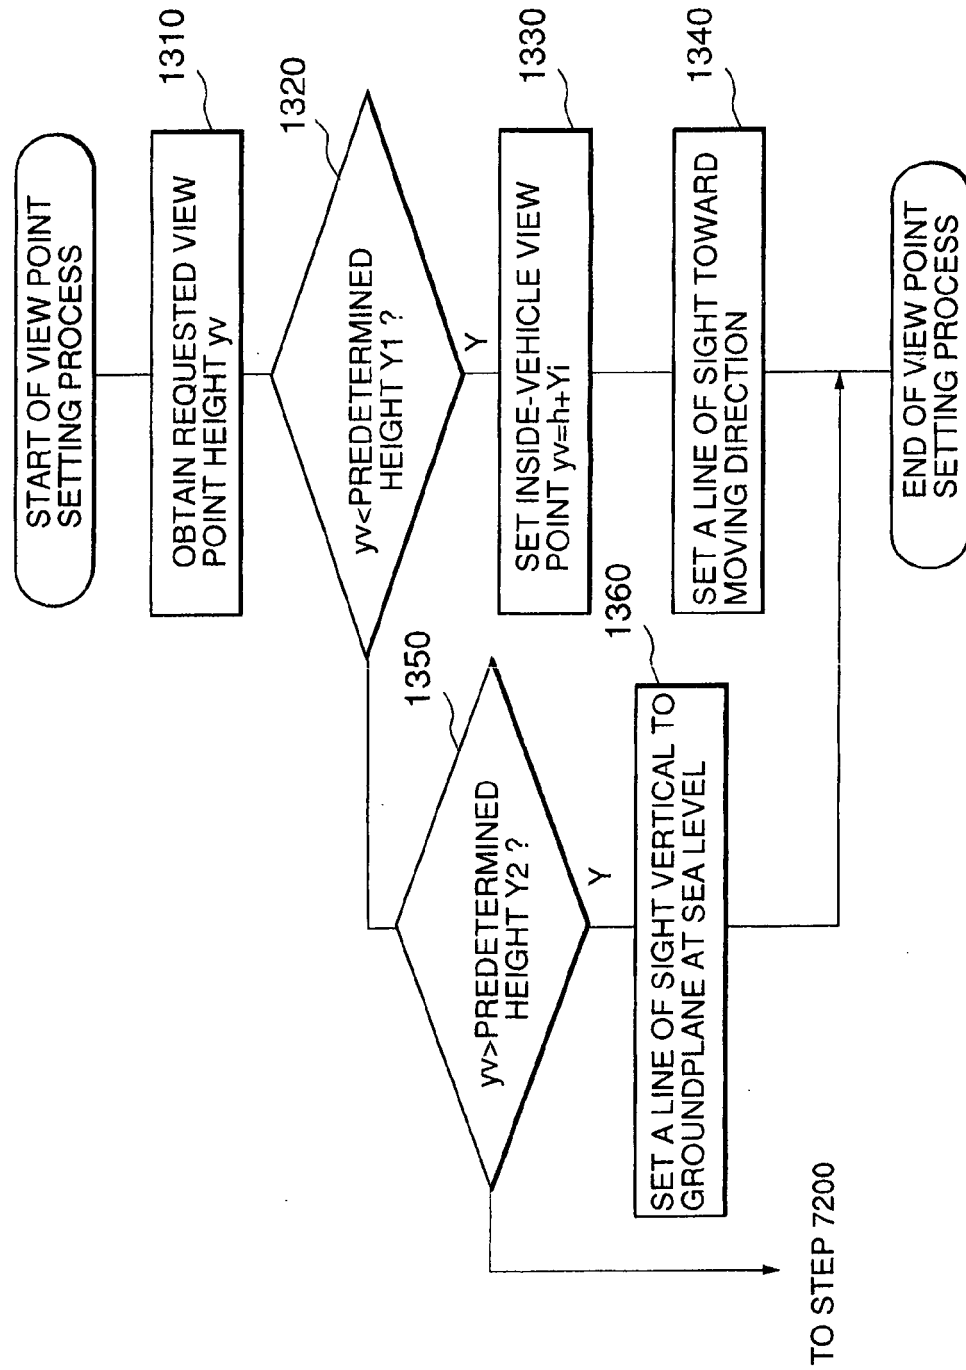 START OF VIEW POINT
SETTING PROCESS
1310
OBTAIN REQUESTED VIEW
POINT HEIGHT yv
1320
yv<PREDETERMINED
HEIGHT Y1 ?
Y
1330
SET INSIDE-VEHICLE VIEW
POINT yv=h+Yi
1340
SET A LINE OF SIGHT TOWARD
MOVING DIRECTION
1350
yv>PREDETERMINED
HEIGHT Y2 ?
Y
1360
SET A LINE OF SIGHT VERTICAL TO
GROUNDPLANE AT SEA LEVEL
TO STEP 7200
END OF VIEW POINT
SETTING PROCESS